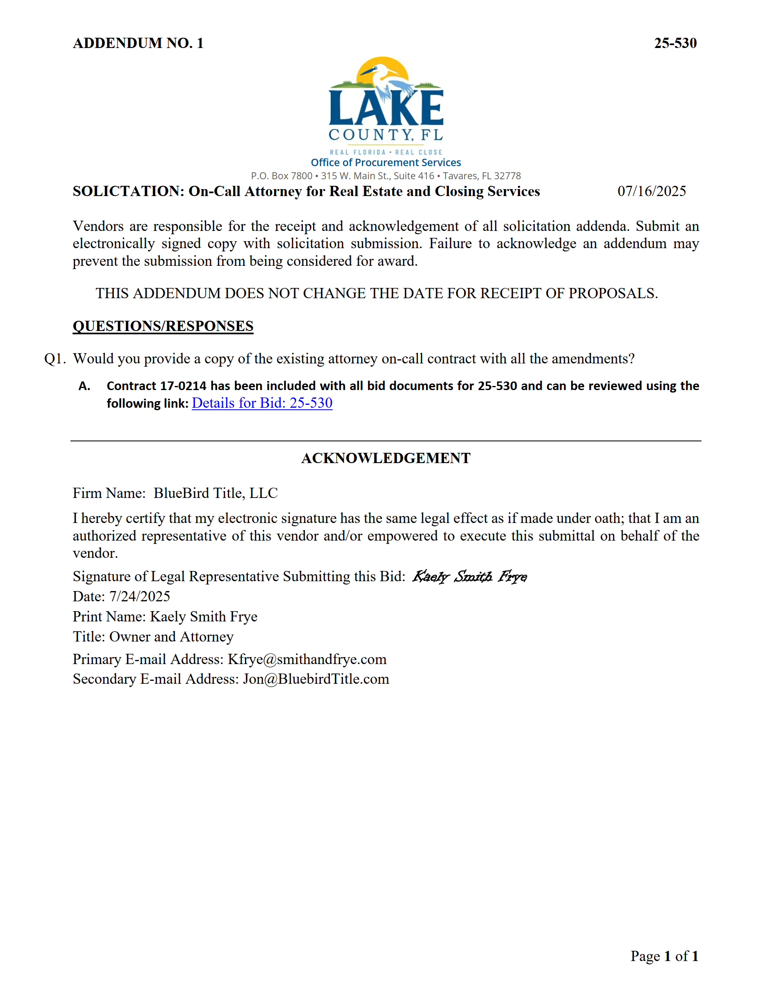 ADDENDUM NO. 1 25-530
LAKE
COUNTY, FL
REAL FLORIDA • REAL CLOSE
Office of Procurement Services
P.O. Box 7800 • 315 W. Main St., Suite 416 • Tavares, FL 32778
SOLICTATION: On-Call Attorney for Real Estate and Closing Services 07/16/2025
Vendors are responsible for the receipt and acknowledgement of all solicitation addenda. Submit an
electronically signed copy with solicitation submission. Failure to acknowledge an addendum may
prevent the submission from being considered for award.
THIS ADDENDUM DOES NOT CHANGE THE DATE FOR RECEIPT OF PROPOSALS.
QUESTIONS/RESPONSES
Q1. Would you provide a copy of the existing attorney on-call contract with all the amendments?
A. Contract 17-0214 has been included with all bid documents for 25-530 and can be reviewed using the
following link: Details for Bid: 25-530
ACKNOWLEDGEMENT
Firm Name: BlueBird Title, LLC
I hereby certify that my electronic signature has the same legal effect as if made under oath; that I am an
authorized representative of this vendor and/or empowered to execute this submittal on behalf of the
vendor.
Signature of Legal Representative Submitting this Bid: Kaely Smith Frye
Date: 7/24/2025
Print Name: Kaely Smith Frye
Title: Owner and Attorney
Primary E-mail Address: Kfrye@smithandfrye.com
Secondary E-mail Address: Jon@BluebirdTitle.com
Page 1 of 1